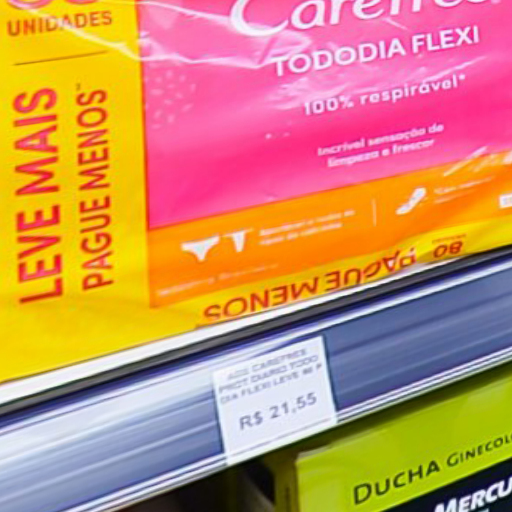 UNIDADES
LEVE MAIS
PAGUE MENOS
Carefree
TODODIA FLEXI
100% respirável*
Incrível sensação de
limpeza e frescor
80
PAGUE MENOS
ABS CAREFREE
PROT DIARIO TODO
DIA FLEXI LEVE
R$ 21,55
DUCHA GINECOL
MERCU